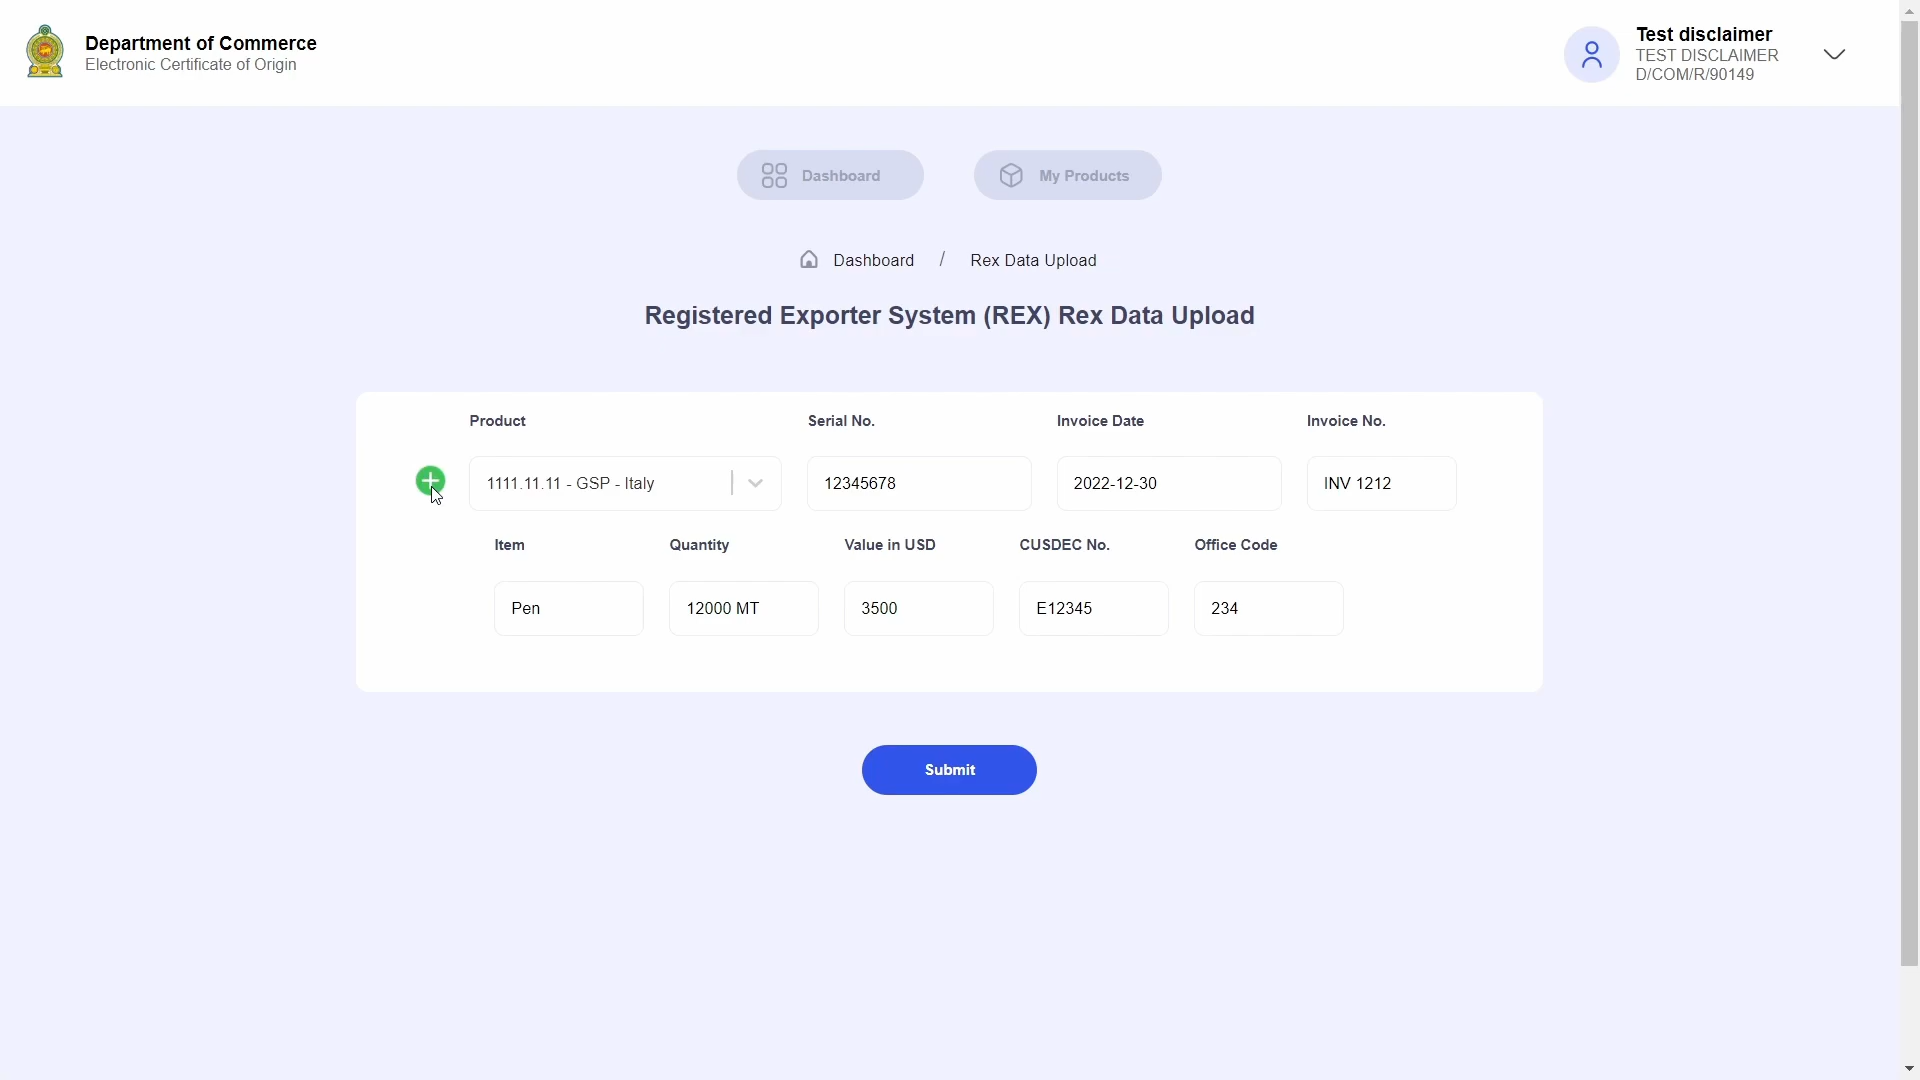 Department of Commerce
Electronic Certificate of Origin
Test disclaimer
TEST DISCLAIMER
D/COM/R/90149
Dashboard
My Products
Dashboard / Rex Data Upload
Registered Exporter System (REX) Rex Data Upload
Product Serial No. Invoice Date Invoice No.
1111.11.11 - GSP - Italy 12345678 2022-12-30 INV 1212
Item Quantity Value in USD CUSDEC No. Office Code
Pen 12000 MT 3500 E12345 234
Submit